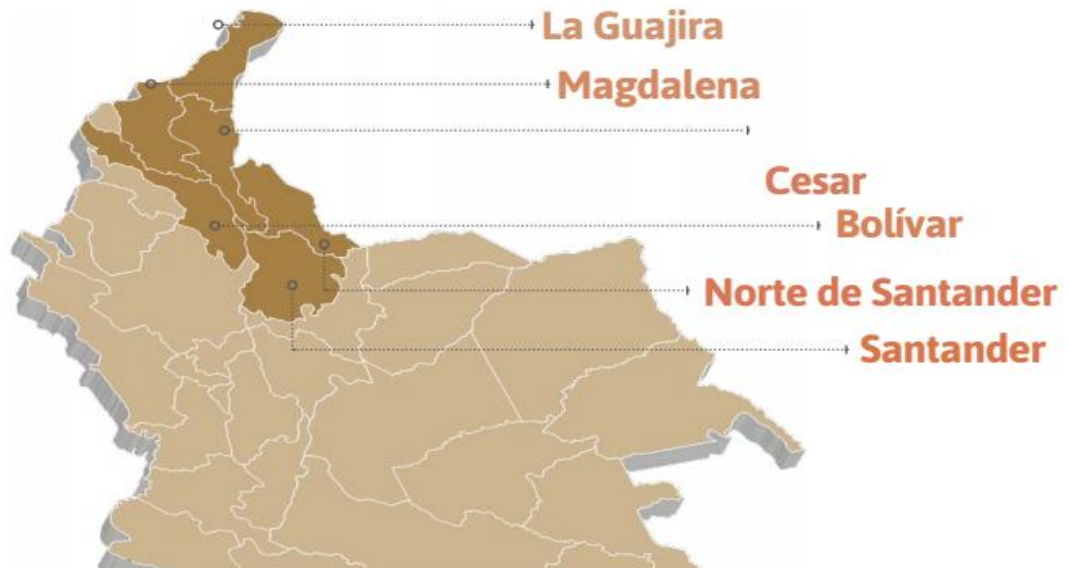 La Guajira
Magdalena
Cesar
Bolívar
Norte de Santander
Santander